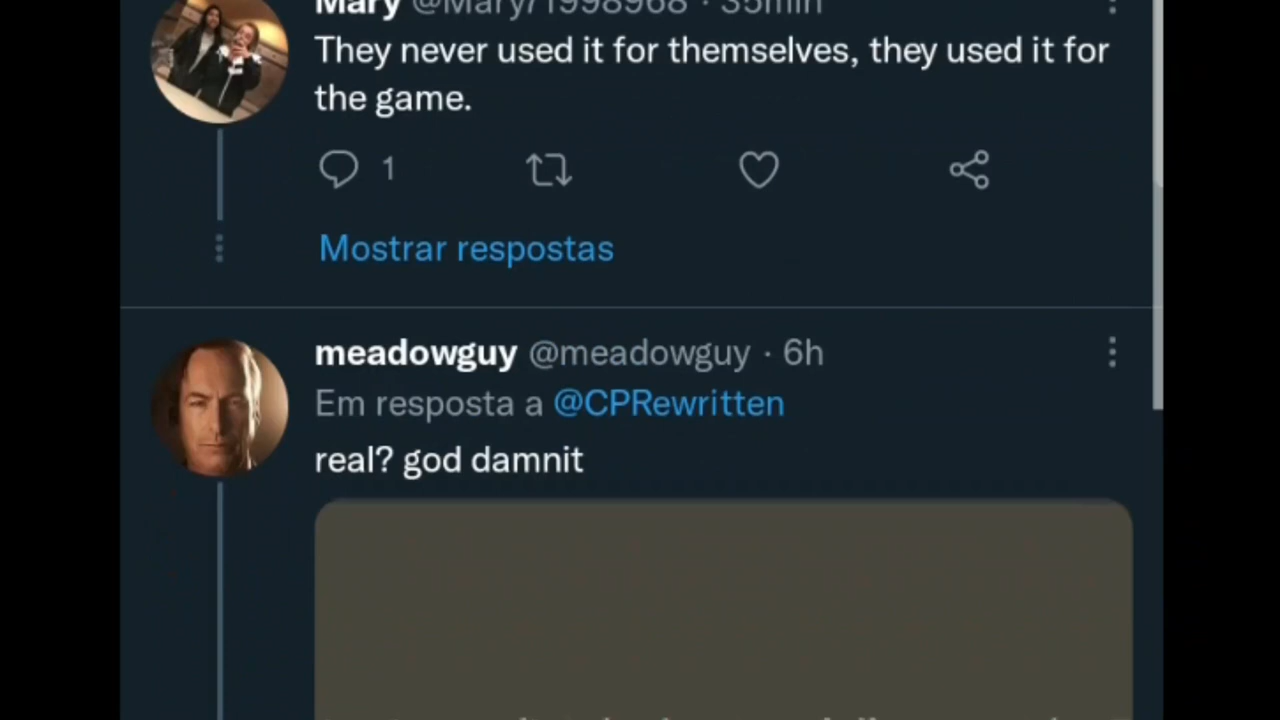 Mary
They never used it for themselves, they used it for
the game.
1
Mostrar respostas
meadowguy @meadowguy · 6h
Em resposta a @CPRewritten
real? god damnit